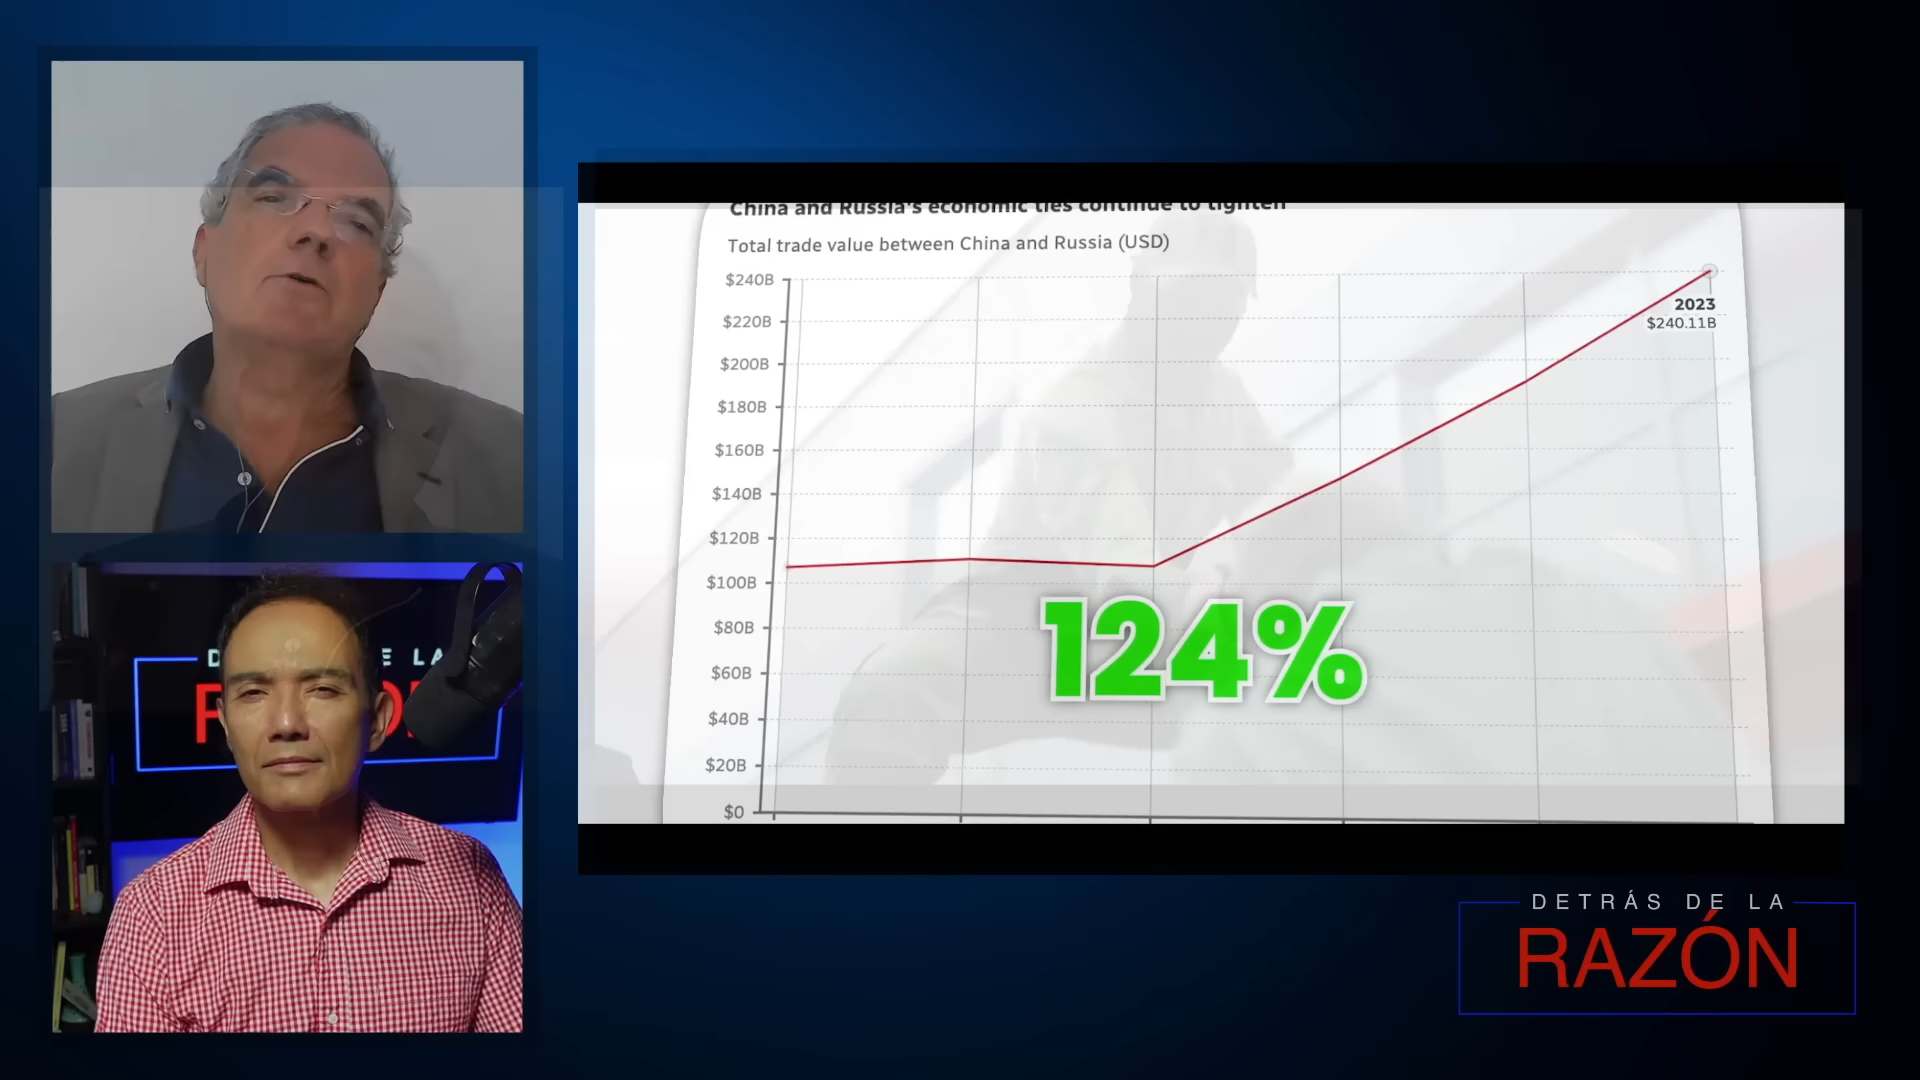 China and Russia's economic ties continue to tighten
Total trade value between China and Russia (USD)
$240B
$220B
$200B
$180B
$160B
$140B
$120B
$100B
$80B
$60B
$40B
$20B
$0
2023
$240.11B
124%
DETRÁS DE LA
RAZÓN